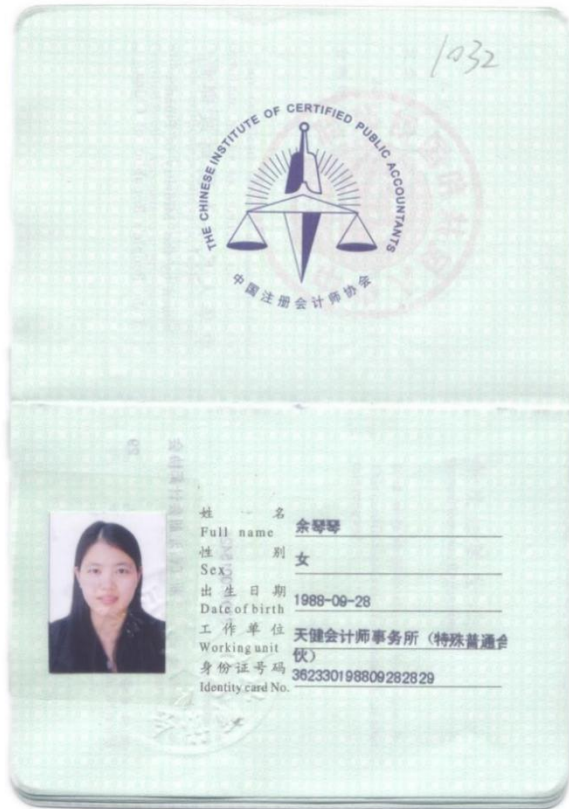 1032
THE CHINESE INSTITUTE OF CERTIFIED PUBLIC ACCOUNTANTS
中国注册会计师协会
姓 名 余琴琴
Full name
性 别 女
Sex
出生日期 1988-09-28
Date of birth
工作单位 天健会计师事务所（特殊普通合
Working unit 伙）
身份证号码 362330198809282829
Identity card No.